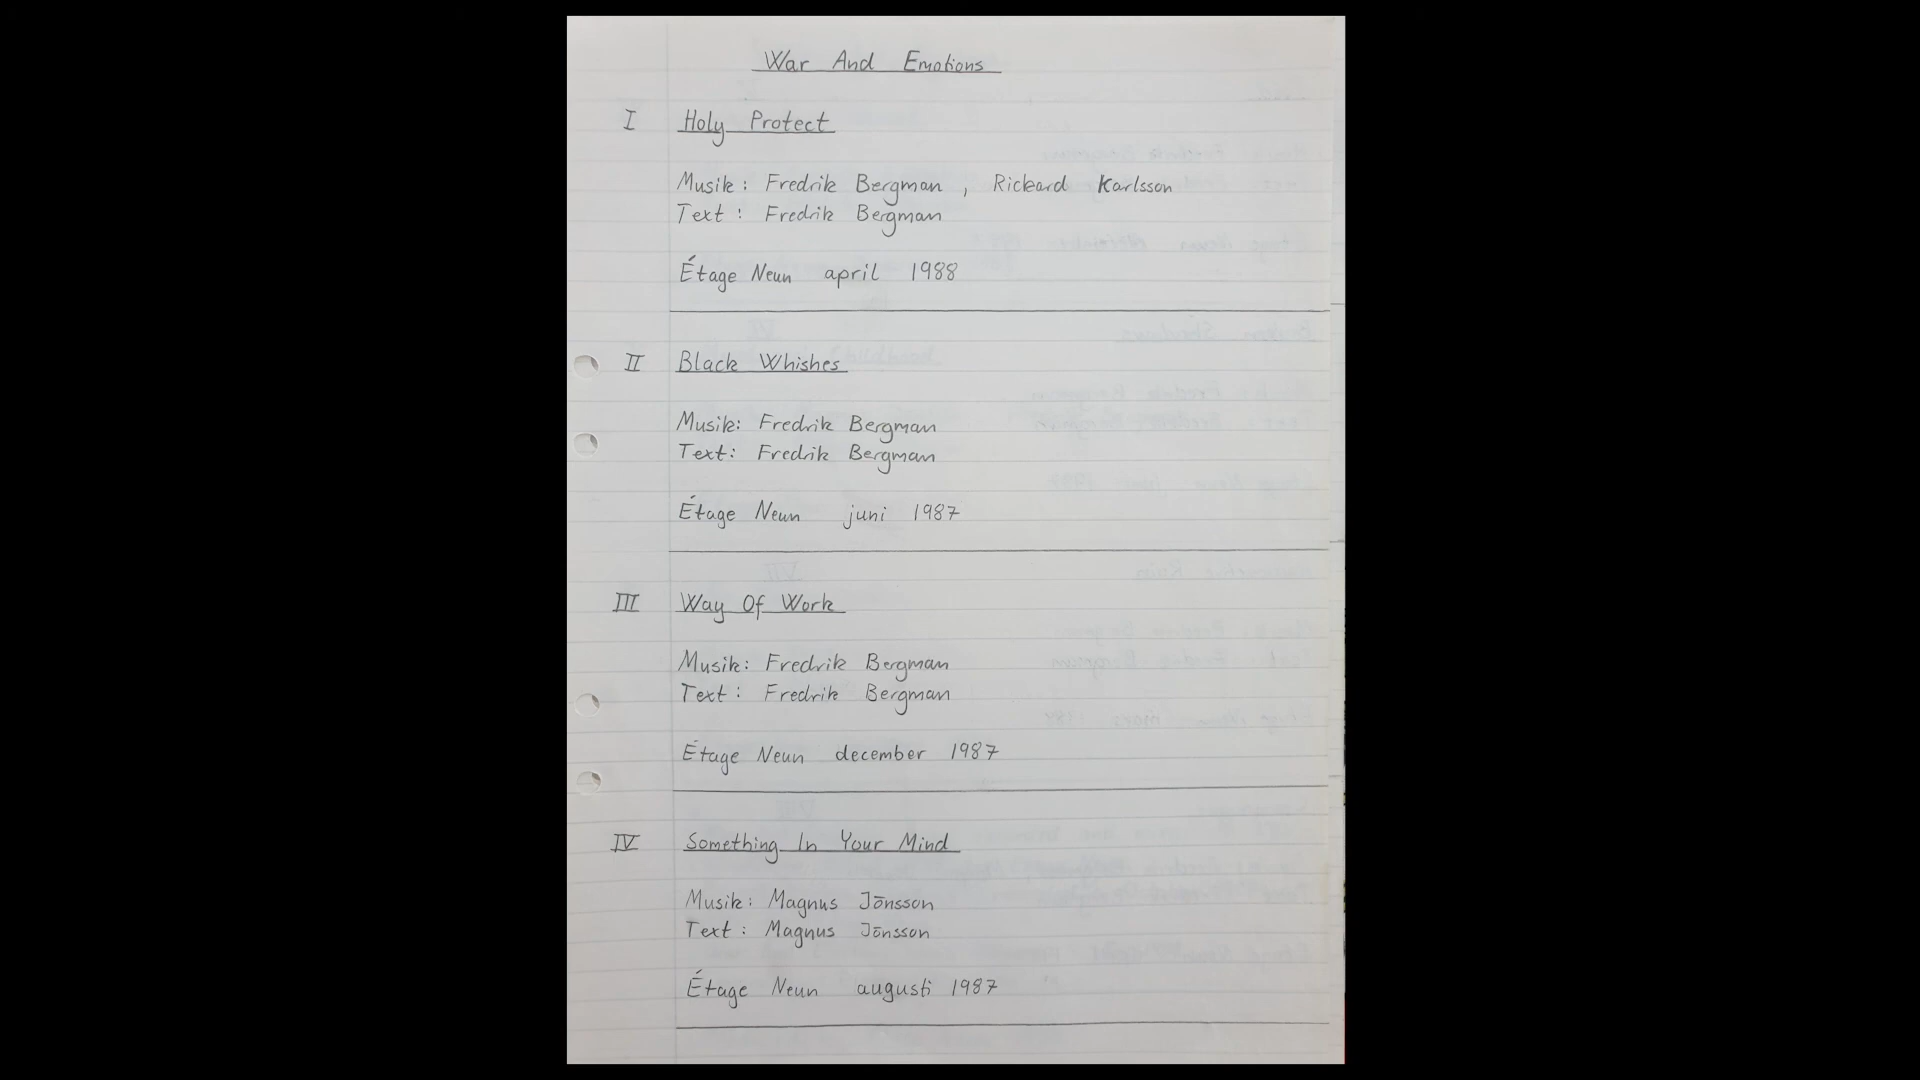 War And Emotions
I Holy Protect
Musik: Fredrik Bergman, Rickard Karlsson
Text: Fredrik Bergman
Étage Neun april 1988
II Black Whishes
Musik: Fredrik Bergman
Text: Fredrik Bergman
Étage Neun juni 1987
III Way Of Work
Musik: Fredrik Bergman
Text: Fredrik Bergman
Étage Neun december 1987
IV Something In Your Mind
Musik: Magnus Jönsson
Text: Magnus Jönsson
Étage Neun augusti 1987